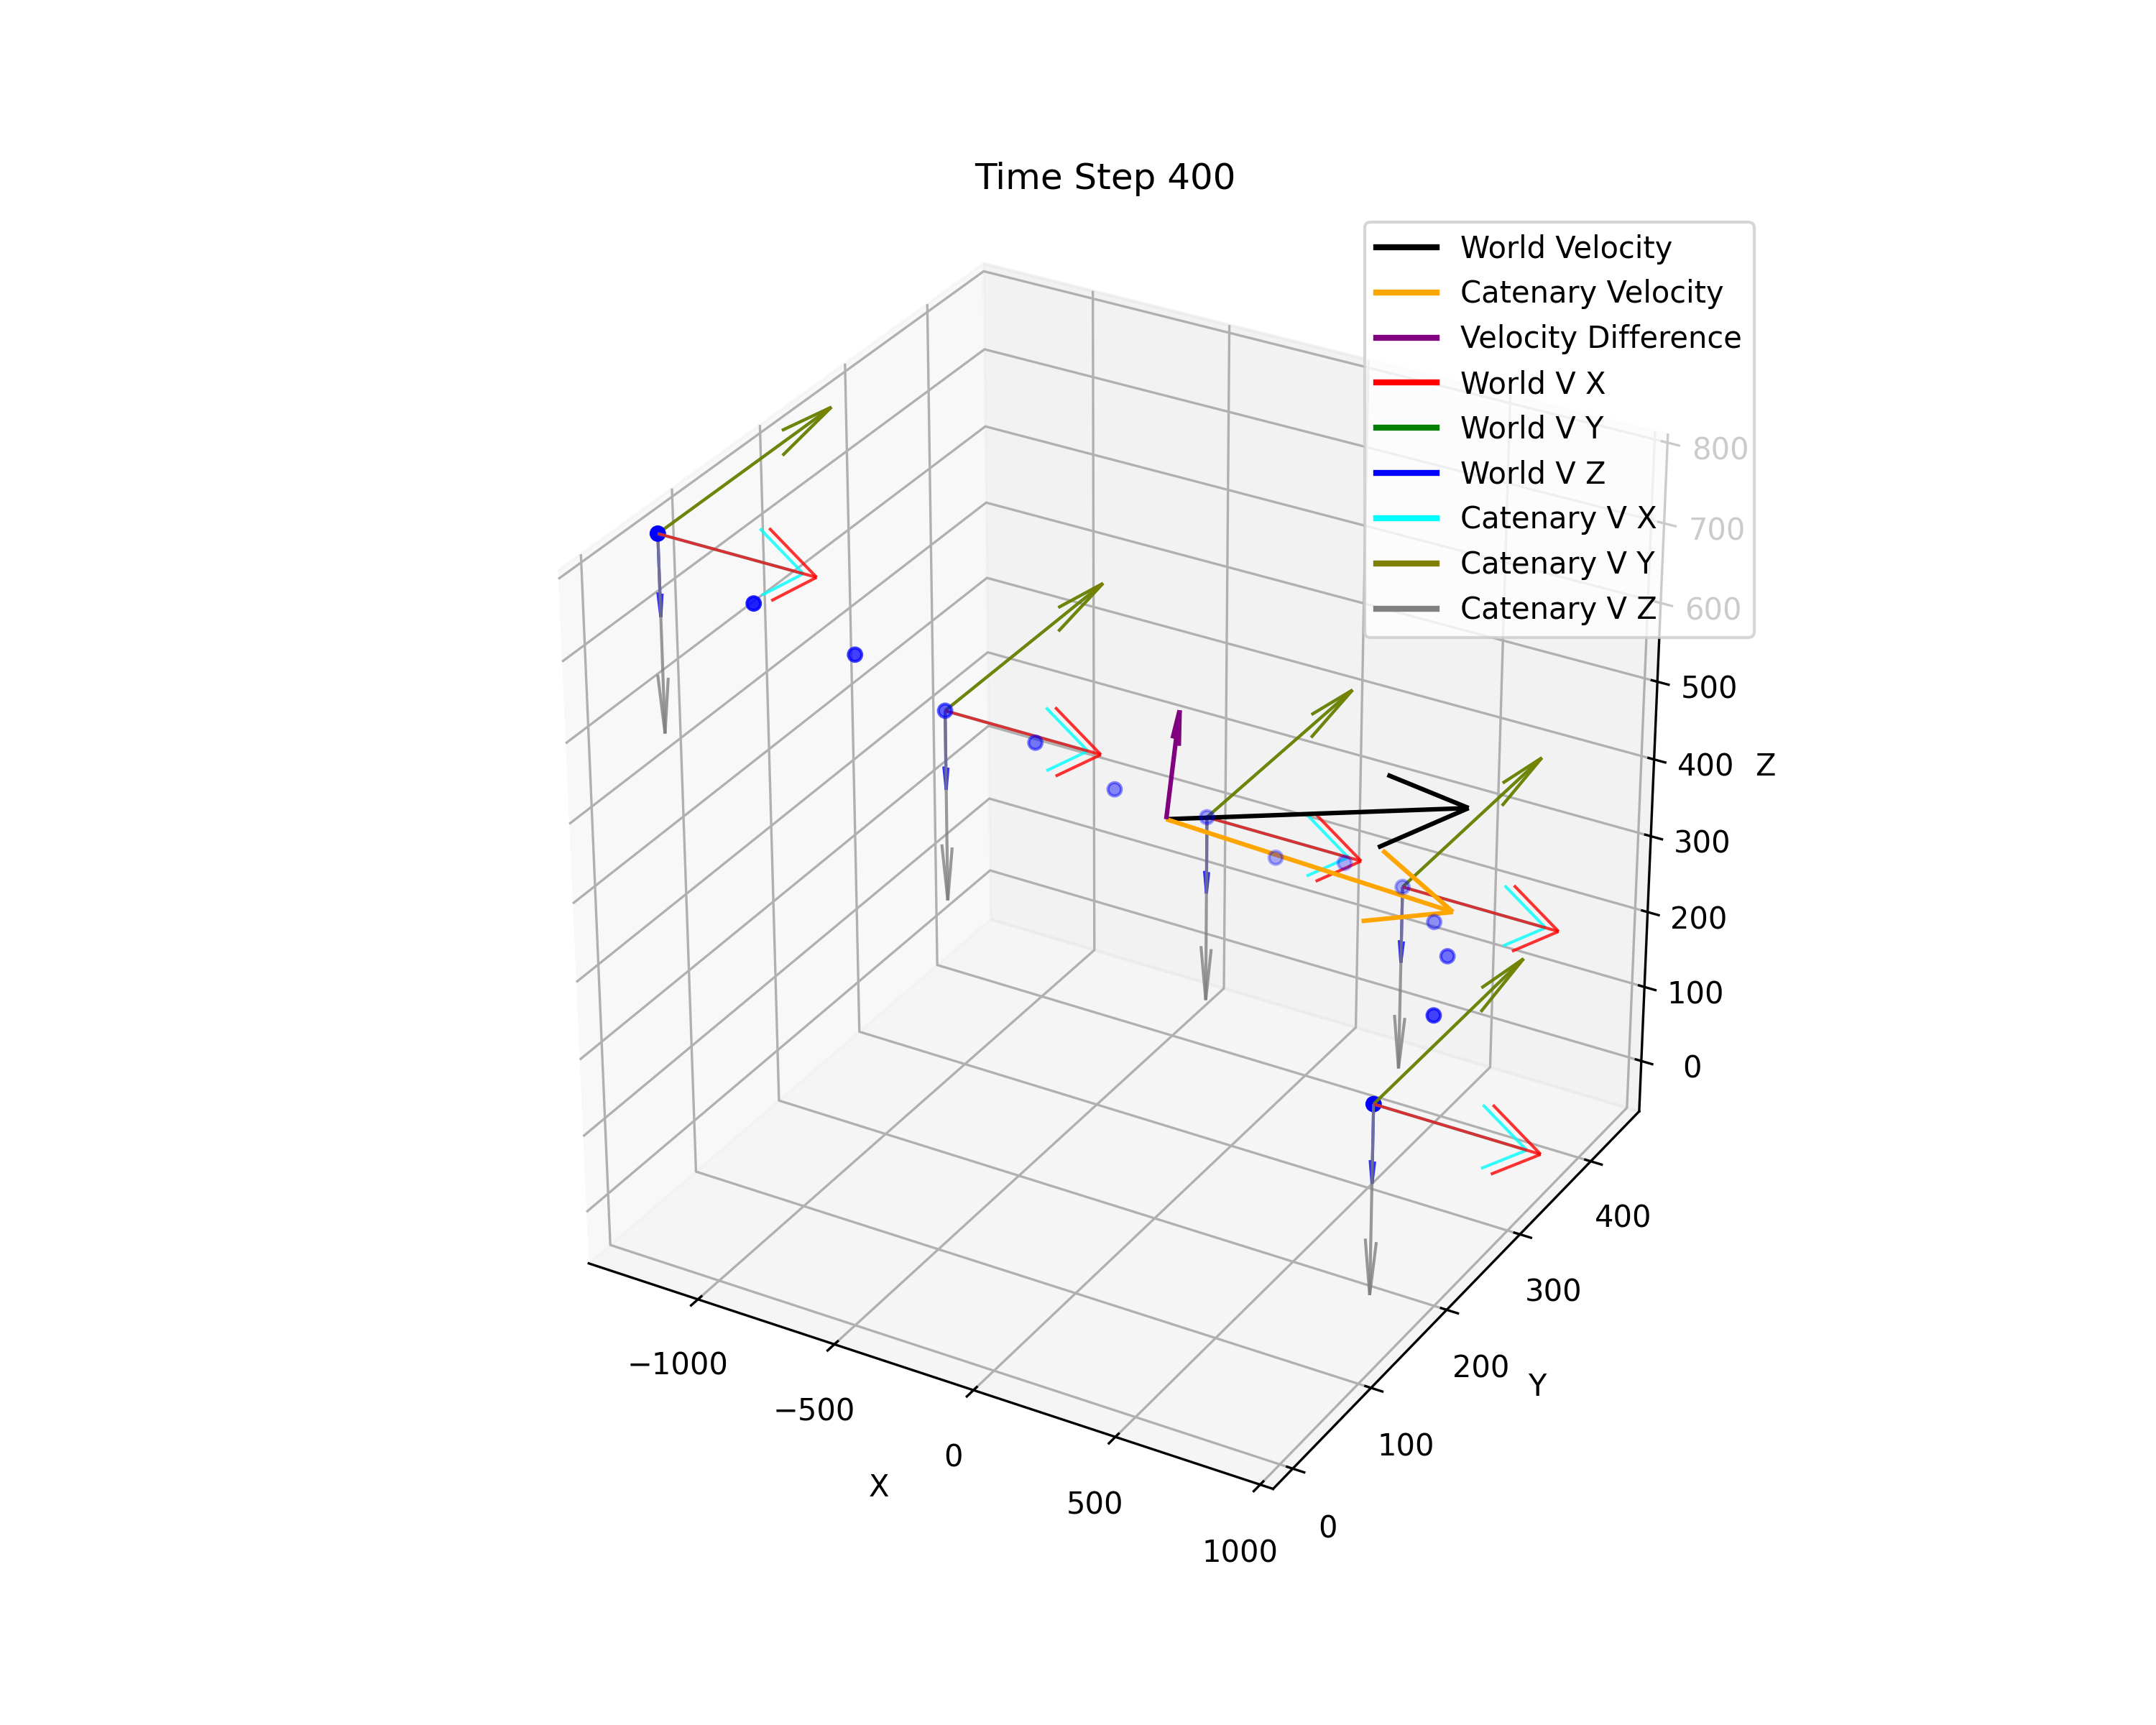 Time Step 400
World Velocity
Catenary Velocity
Velocity Difference
World V X
World V Y
World V Z
Catenary V X
Catenary V Y
Catenary V Z
800
700
600
500
400 Z
300
200
100
0
400
300
200 Y
100
0
−1000
−500
0
X
500
1000